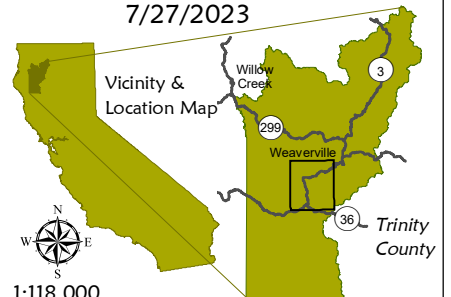 7/27/2023
Vicinity &
Location Map
Willow
Creek
3
299
Weaverville
36
Trinity
County
N
W E
S
1:118,000